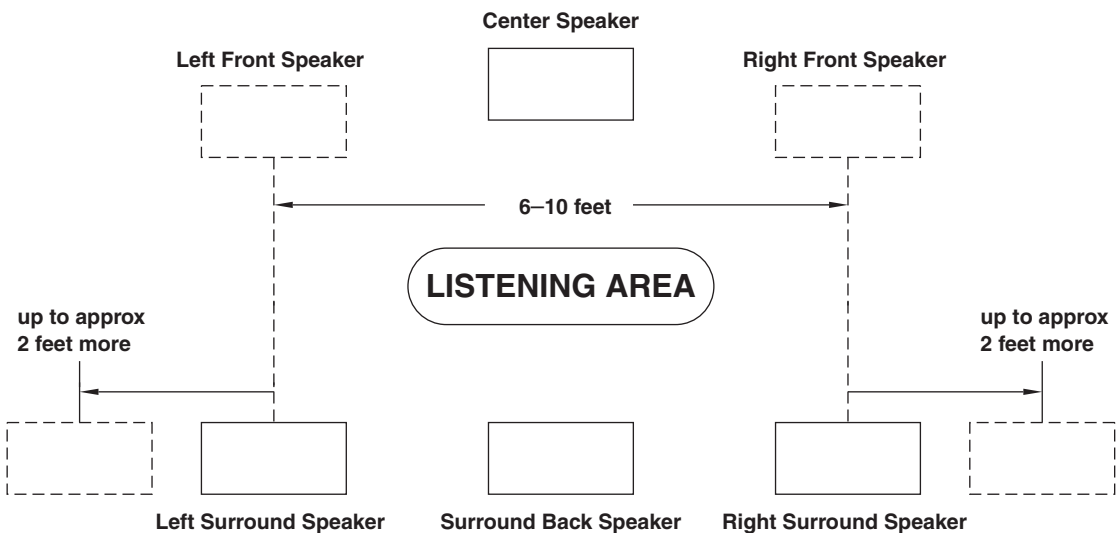 Center Speaker
Left Front Speaker
Right Front Speaker
6–10 feet
LISTENING AREA
up to approx
2 feet more
up to approx
2 feet more
Left Surround Speaker
Surround Back Speaker
Right Surround Speaker